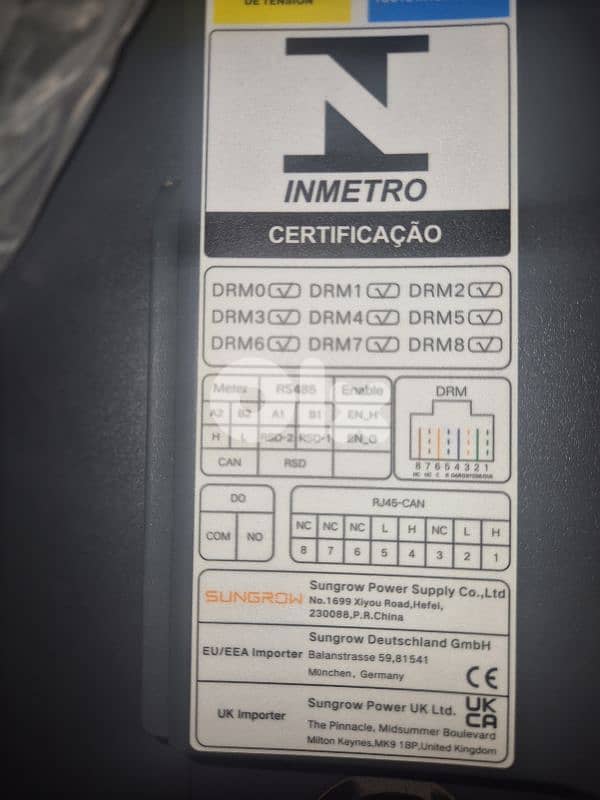 DE TENSION
INMETRO
CERTIFICAÇÃO
DRM0 DRM1 DRM2
DRM3 DRM4 DRM5
DRM6 DRM7 DRM8
Meter RS485 Enable
A2 B2 A1 B1 EN_H
H L RSD-2 RSD-1 EN_G
CAN RSD
DRM
8 7 6 5 4 3 2 1
DO
COM NO
RJ45-CAN
NC NC NC L H NC L H
8 7 6 5 4 3 2 1
SUNGROW
Sungrow Power Supply Co.,Ltd
No.1699 Xiyou Road,Hefei,
230088,P.R.China
EU/EEA Importer
Sungrow Deutschland GmbH
Balanstrasse 59,81541
München, Germany
CE
UK Importer
Sungrow Power UK Ltd.
The Pinnacle, Midsummer Boulevard
Milton Keynes,MK9 1BP,United Kingdom
UK
CA
olx